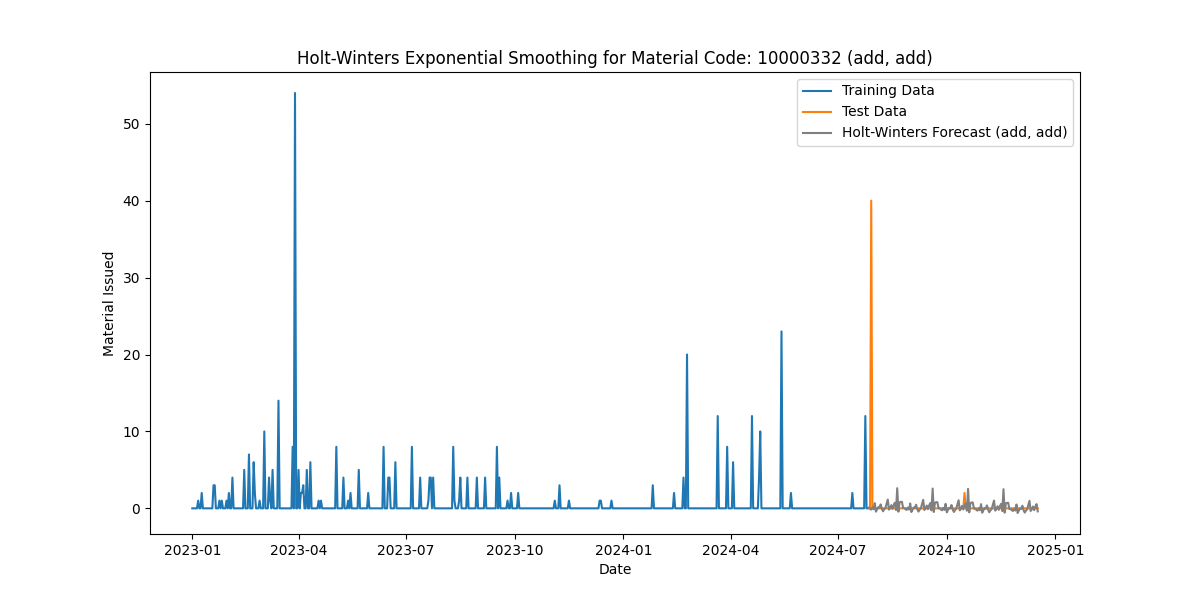 Holt-Winters Exponential Smoothing for Material Code: 10000332 (add, add)
Training Data
Test Data
Holt-Winters Forecast (add, add)
Material Issued
50
40
30
20
10
0
2023-01
2023-04
2023-07
2023-10
2024-01
2024-04
2024-07
2024-10
2025-01
Date